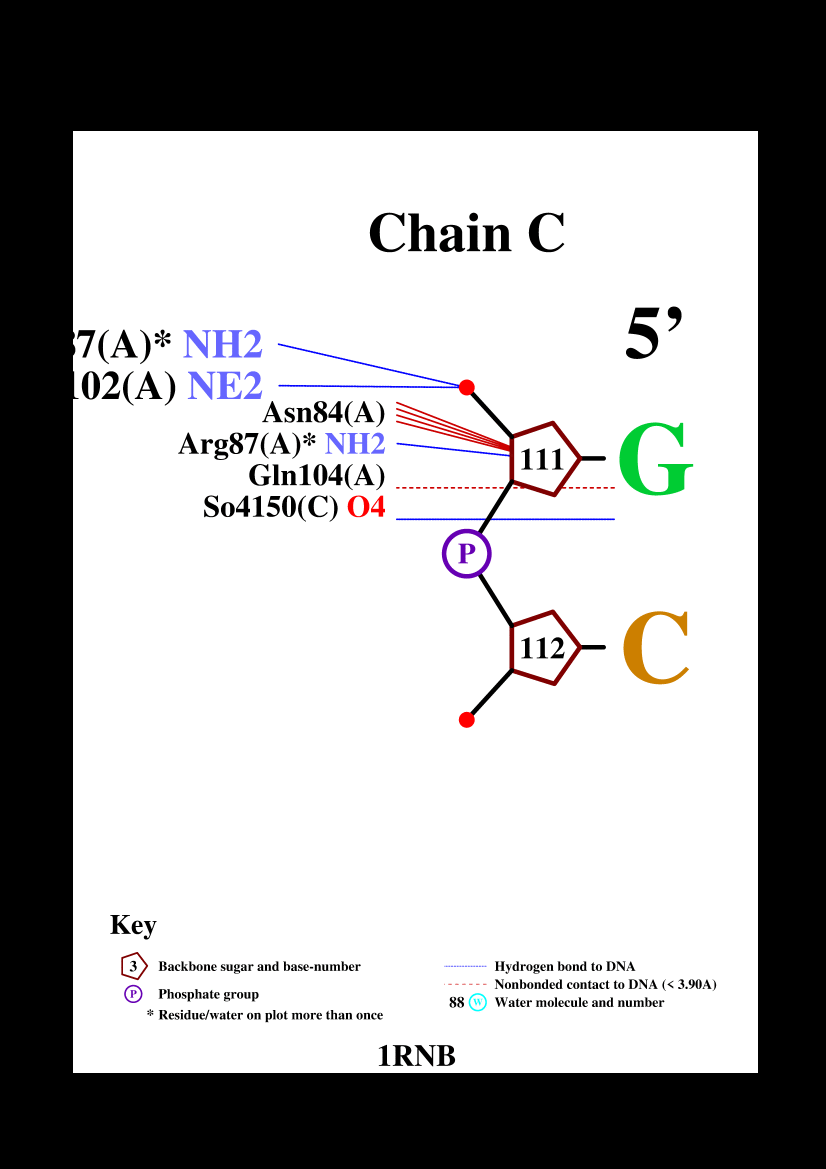 Chain C
5’
87(A)* NH2
102(A) NE2
Asn84(A)
Arg87(A)* NH2
Gln104(A)
So4150(C) O4
111
G
P
112
C
Key
3 Backbone sugar and base-number
P Phosphate group
* Residue/water on plot more than once
Hydrogen bond to DNA
Nonbonded contact to DNA (< 3.90A)
88 W Water molecule and number
1RNB